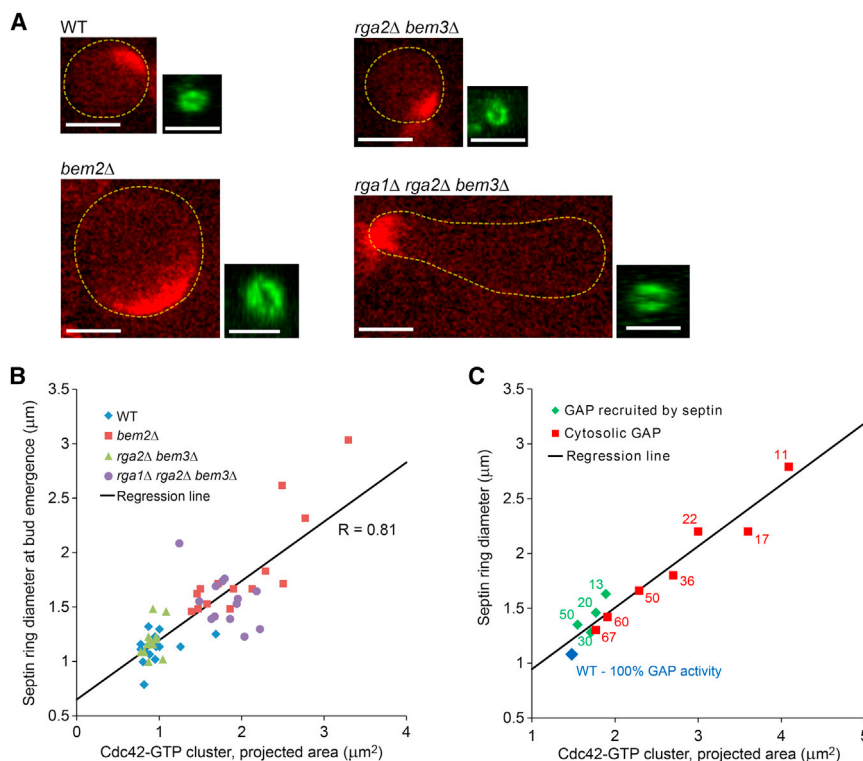 A
WT
rga2Δ bem3Δ
bem2Δ
rga1Δ rga2Δ bem3Δ
B
3.5
3
2.5
2
1.5
1
0.5
0
1
2
3
4
Septin ring diameter at bud emergence (μm)
Cdc42-GTP cluster, projected area (μm²)
WT
bem2Δ
rga2Δ bem3Δ
rga1Δ rga2Δ bem3Δ
Regression line
R = 0.81
C
3.5
3
2.5
2
1.5
1
0.5
1
2
3
4
5
Septin ring diameter (μm)
Cdc42-GTP cluster, projected area (μm²)
GAP recruited by septin
Cytosolic GAP
Regression line
11
22
17
36
13
20
50
50
60
30
67
WT - 100% GAP activity